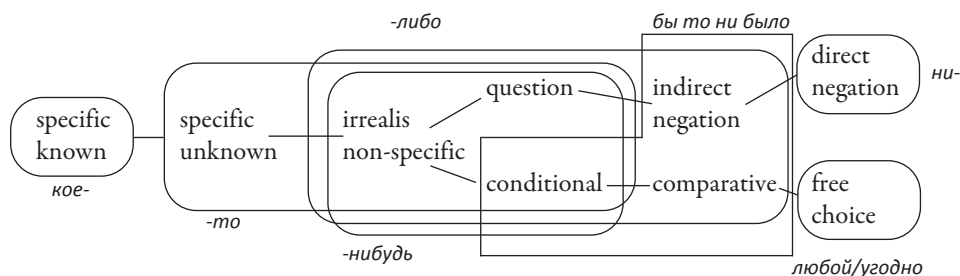 -либо
бы то ни было
direct
negation
ни-
question
indirect
negation
specific
known
specific
unknown
irrealis
non-specific
conditional
comparative
free
choice
кое-
-то
-нибудь
любой/угодно